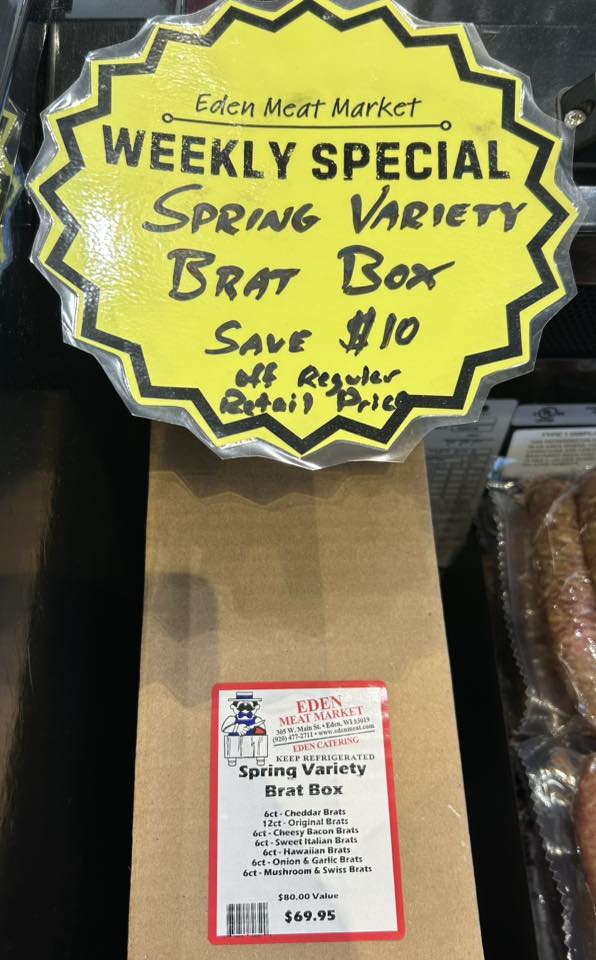 Eden Meat Market
WEEKLY SPECIAL
SPRING VARIETY
BRAT BOX
SAVE $10
off Regular
Retail Price
EDEN
MEAT MARKET
305 W. Main St. • Eden, WI 53019
(920) 477-2711 • www.edenmeat.com
EDEN CATERING
KEEP REFRIGERATED
Spring Variety
Brat Box
6ct - Cheddar Brats
12ct - Original Brats
6ct - Cheesy Bacon Brats
6ct - Sweet Italian Brats
6ct - Hawaiian Brats
6ct - Onion & Garlic Brats
6ct - Mushroom & Swiss Brats
$80.00 Value
$69.95